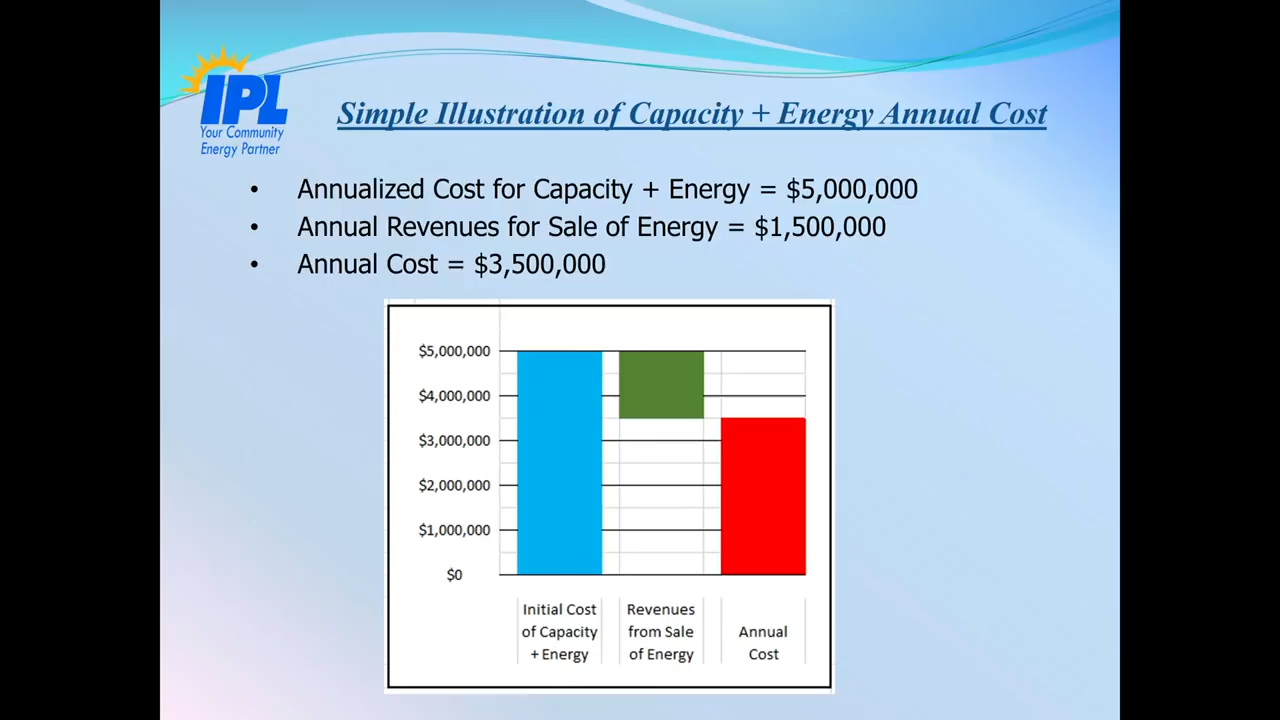 IPL
Your Community
Energy Partner
Simple Illustration of Capacity + Energy Annual Cost
• Annualized Cost for Capacity + Energy = $5,000,000
• Annual Revenues for Sale of Energy = $1,500,000
• Annual Cost = $3,500,000
$5,000,000
$4,000,000
$3,000,000
$2,000,000
$1,000,000
$0
Initial Cost
of Capacity
+ Energy
Revenues
from Sale
of Energy
Annual
Cost